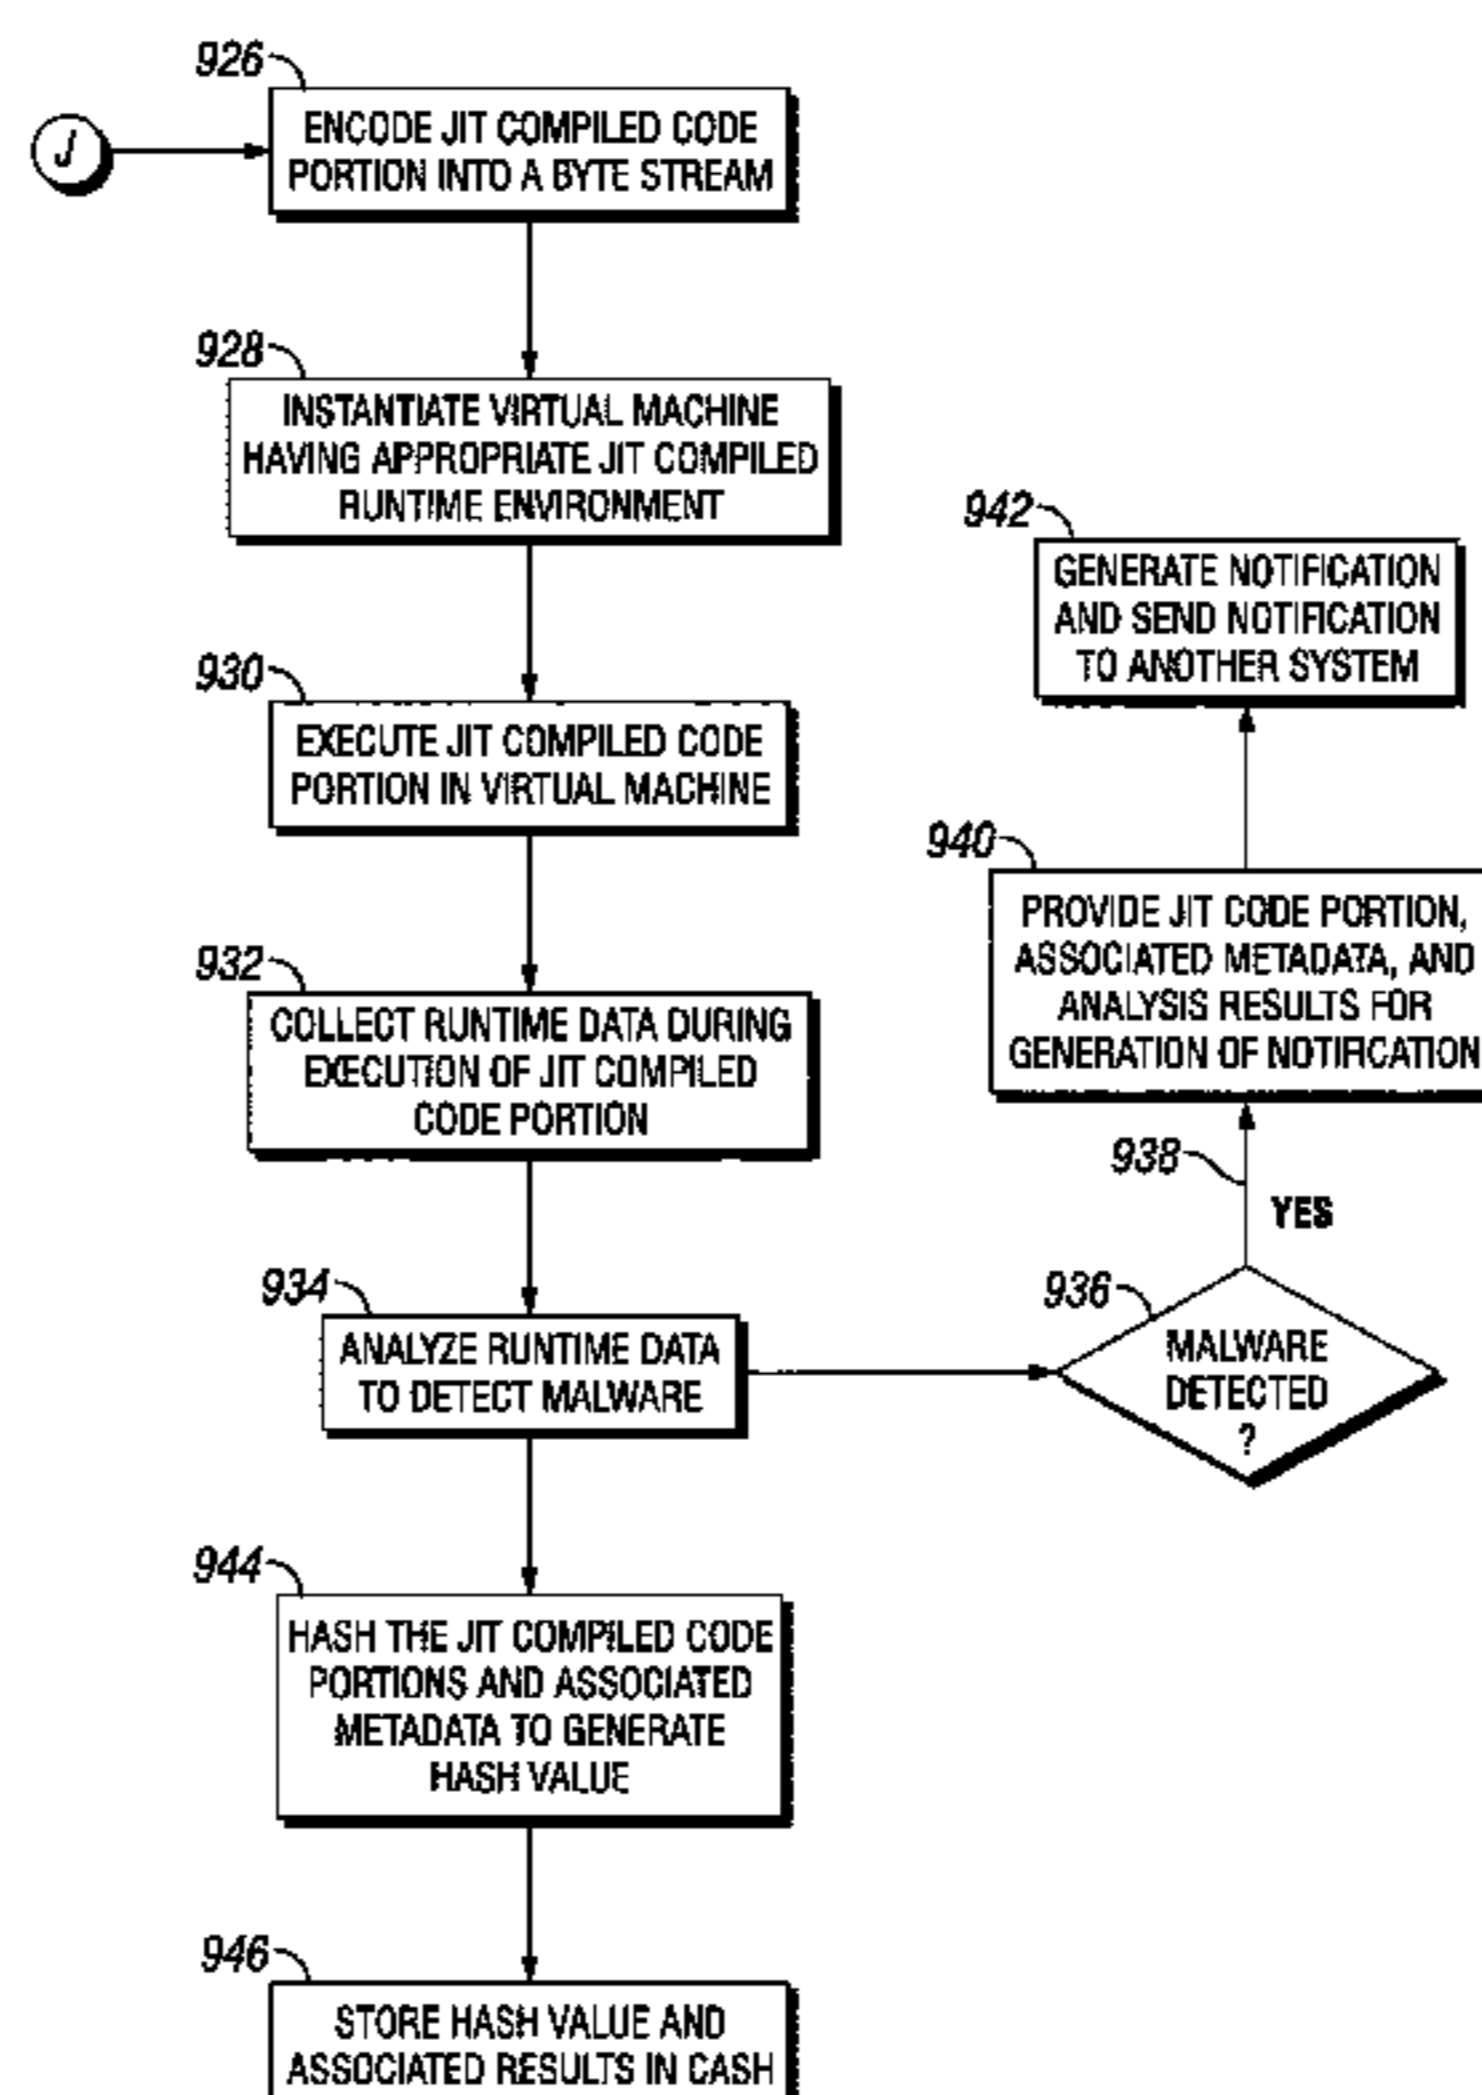 926
J
ENCODE JIT COMPILED CODE
PORTION INTO A BYTE STREAM
928
INSTANTIATE VIRTUAL MACHINE
HAVING APPROPRIATE JIT COMPILED
RUNTIME ENVIRONMENT
930
EXECUTE JIT COMPILED CODE
PORTION IN VIRTUAL MACHINE
932
COLLECT RUNTIME DATA DURING
EXECUTION OF JIT COMPILED
CODE PORTION
934
ANALYZE RUNTIME DATA
TO DETECT MALWARE
936
MALWARE
DETECTED
?
938
YES
940
PROVIDE JIT CODE PORTION,
ASSOCIATED METADATA, AND
ANALYSIS RESULTS FOR
GENERATION OF NOTIFICATION
942
GENERATE NOTIFICATION
AND SEND NOTIFICATION
TO ANOTHER SYSTEM
944
HASH THE JIT COMPILED CODE
PORTIONS AND ASSOCIATED
METADATA TO GENERATE
HASH VALUE
946
STORE HASH VALUE AND
ASSOCIATED RESULTS IN CASH